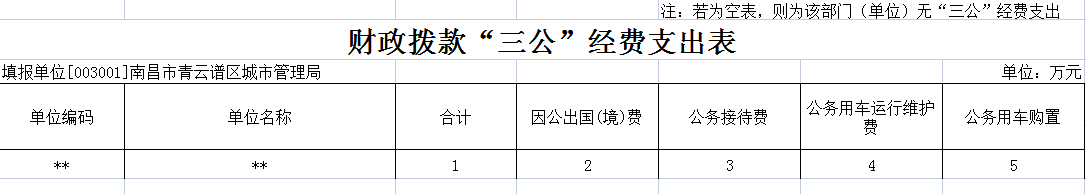 注：若为空表，则为该部门（单位）无“三公”经费支出
财政拨款“三公”经费支出表
填报单位[003001]南昌市青云谱区城市管理局 单位：万元
单位编码 单位名称 合计 因公出国(境)费 公务接待费 公务用车运行维护费 公务用车购置
** ** 1 2 3 4 5